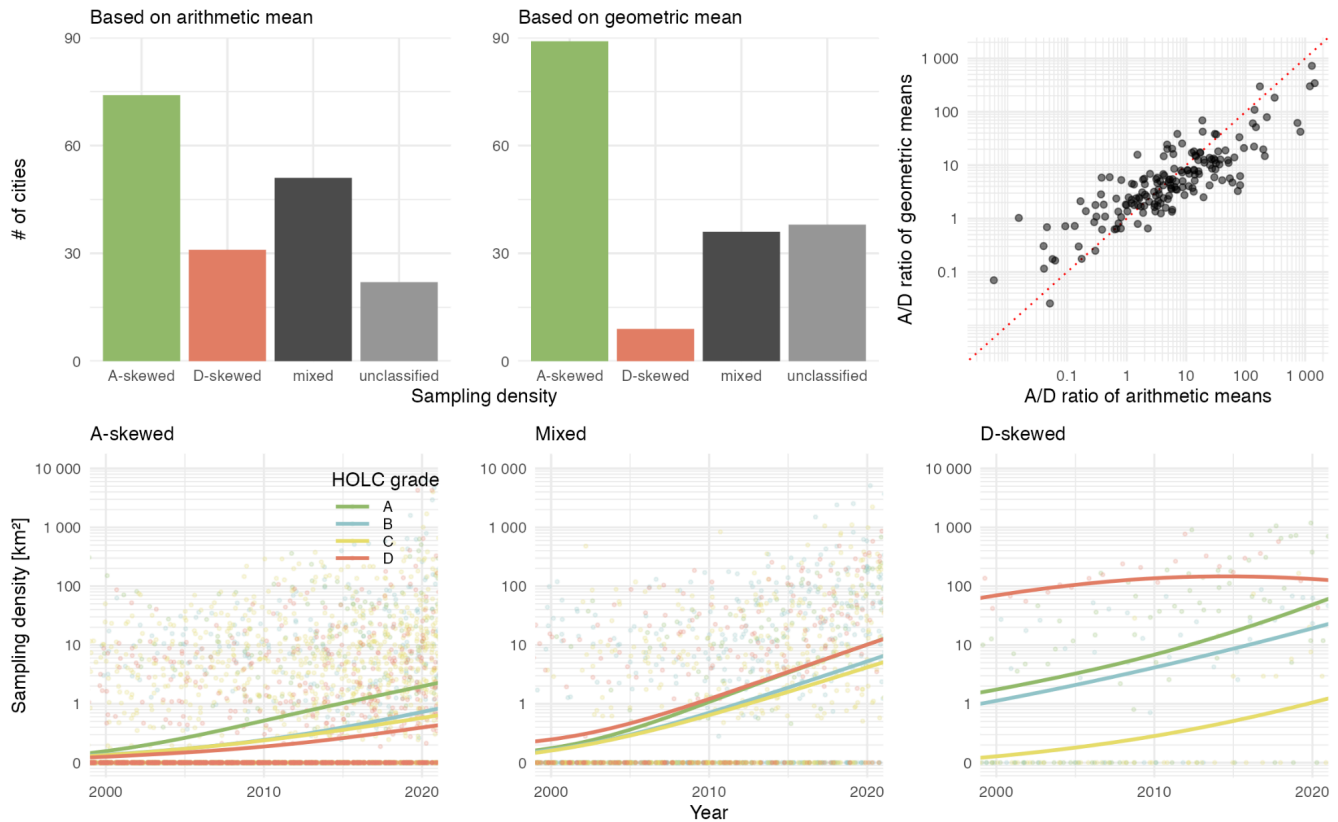 Based on arithmetic mean
Based on geometric mean
# of cities
90
60
30
0
A-skewed D-skewed mixed unclassified
90
60
30
0
A-skewed D-skewed mixed unclassified
Sampling density
A/D ratio of geometric means
1 000
100
10
1
0.1
0.1 1 10 100 1 000
A/D ratio of arithmetic means
A-skewed
Mixed
D-skewed
Sampling density [km²]
10 000
1 000
100
10
1
0
HOLC grade
A
B
C
D
2000 2010 2020
10 000
1 000
100
10
1
0
2000 2010 2020
10 000
1 000
100
10
1
0
2000 2010 2020
Year